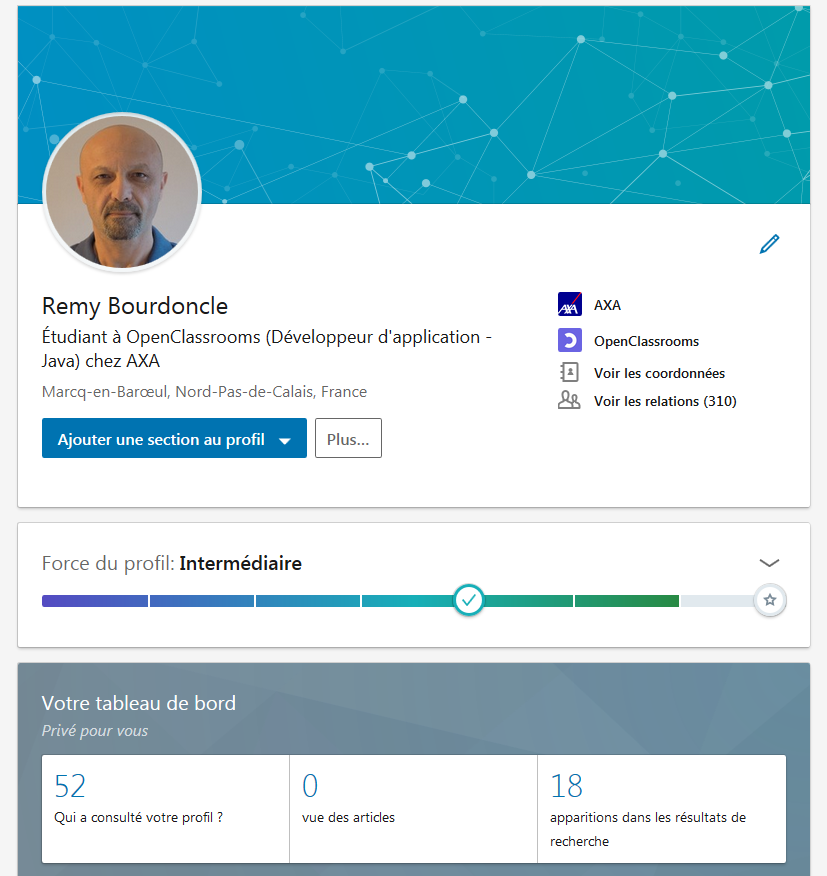 Remy Bourdoncle
Étudiant à OpenClassrooms (Développeur d'application -
Java) chez AXA
Marcq-en-Barœul, Nord-Pas-de-Calais, France
Ajouter une section au profil
Plus...
AXA
AXA
OpenClassrooms
Voir les coordonnées
Voir les relations (310)
Force du profil: Intermédiaire
Votre tableau de bord
Privé pour vous
52
Qui a consulté votre profil ?
0
vue des articles
18
apparitions dans les résultats de
recherche